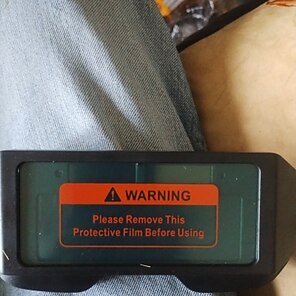 WARNING
Please Remove This
Protective Film Before Using